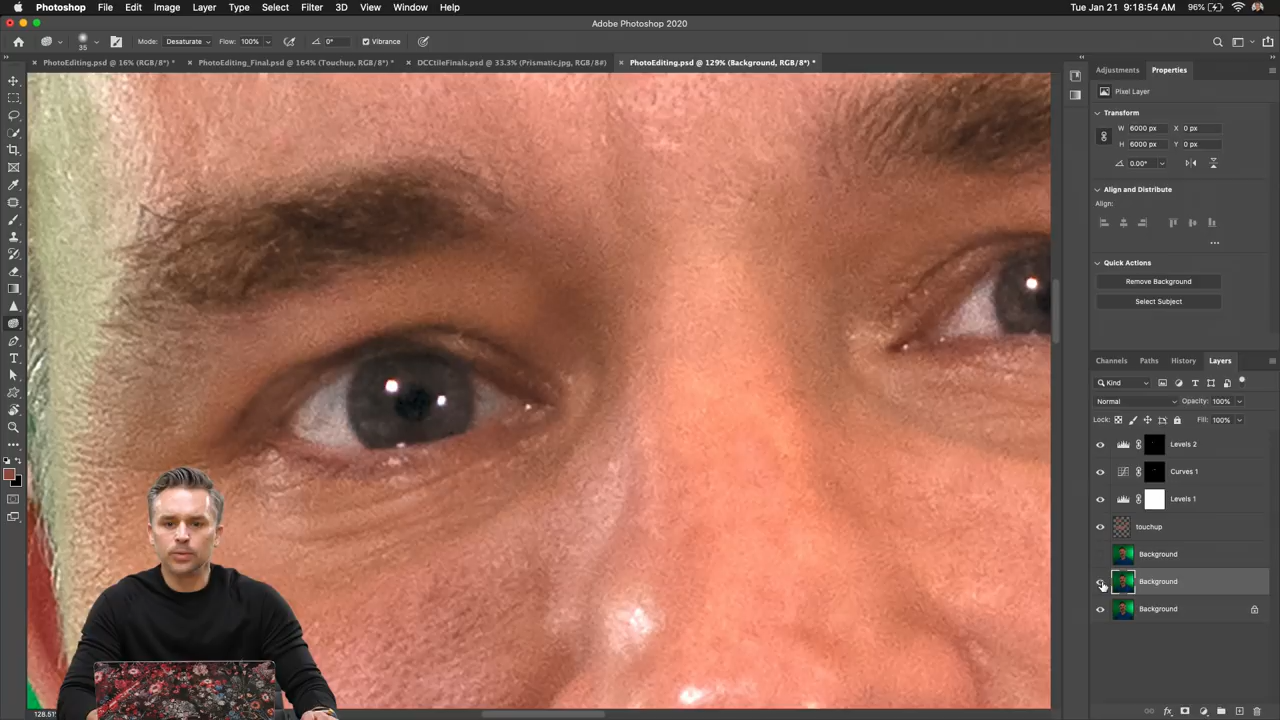 Photoshop File Edit Image Layer Type Select Filter 3D View Window Help 96% Tue Jan 21 9:18:54 AM
Adobe Photoshop 2020
35 Mode: Desaturate Flow: 100% 0° Vibrance
PhotoEditing.psd @ 16% (RGB/8*) * PhotoEditing_Final.psd @ 164% (Touchup, RGB/8*) * DCCtileFinals.psd @ 33.3% (Prismatic.jpg, RGB/8#) PhotoEditing.psd @ 129% (Background, RGB/8*) *
Adjustments Properties
Pixel Layer
Transform
W 6000 px X 0 px
H 6000 px Y 0 px
0.00°
Align and Distribute
Align:
Quick Actions
Remove Background
Select Subject
Channels Paths History Layers
Kind
Normal Opacity: 100%
Lock: Fill: 100%
Levels 2
Curves 1
Levels 1
touchup
Background
Background
Background
fx